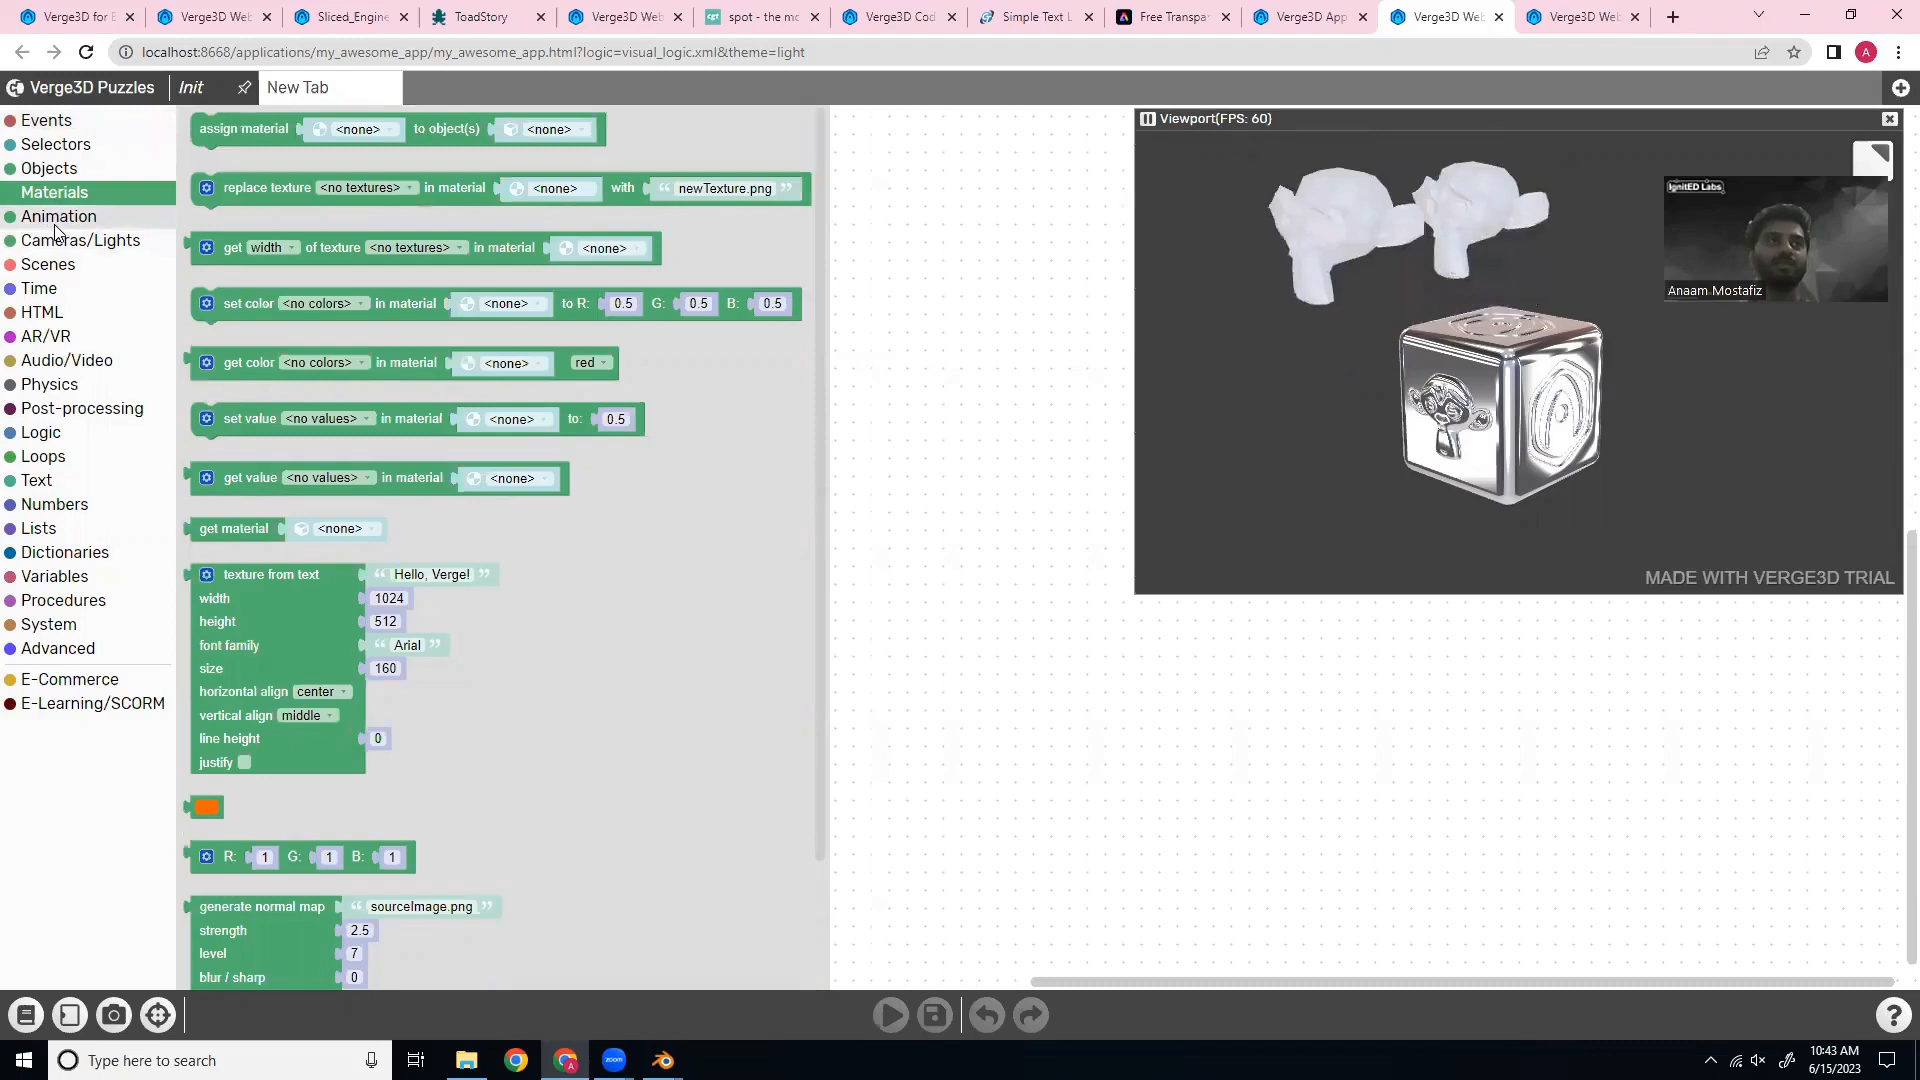 Verge3D for E
Verge3D Web
Sliced_Engine
ToadStory
Verge3D Web
cgt spot - the mo
Verge3D Cod
Simple Text L
Free Transpa
Verge3D App
Verge3D Web
Verge3D Web
localhost:8668/applications/my_awesome_app/my_awesome_app.html?logic=visual_logic.xml&theme=light
A
Verge3D Puzzles
Init
New Tab
Events
Selectors
Objects
Materials
Animation
Cameras/Lights
Scenes
Time
HTML
AR/VR
Audio/Video
Physics
Post-processing
Logic
Loops
Text
Numbers
Lists
Dictionaries
Variables
Procedures
System
Advanced
E-Commerce
E-Learning/SCORM
assign material <none> to object(s) <none>
replace texture <no textures> in material <none> with “ newTexture.png ”
get width of texture <no textures> in material <none>
set color <no colors> in material <none> to R: 0.5 G: 0.5 B: 0.5
get color <no colors> in material <none> red
set value <no values> in material <none> to: 0.5
get value <no values> in material <none>
get material <none>
texture from text “ Hello, Verge! ”
width 1024
height 512
font family “ Arial ”
size 160
horizontal align center
vertical align middle
line height 0
justify
R: 1 G: 1 B: 1
generate normal map “ sourceImage.png ”
strength 2.5
level 7
blur / sharp 0
Viewport(FPS: 60)
IgnitED Labs
Anaam Mostafiz
MADE WITH VERGE3D TRIAL
?
Type here to search
zoom
A
10:43 AM
6/15/2023